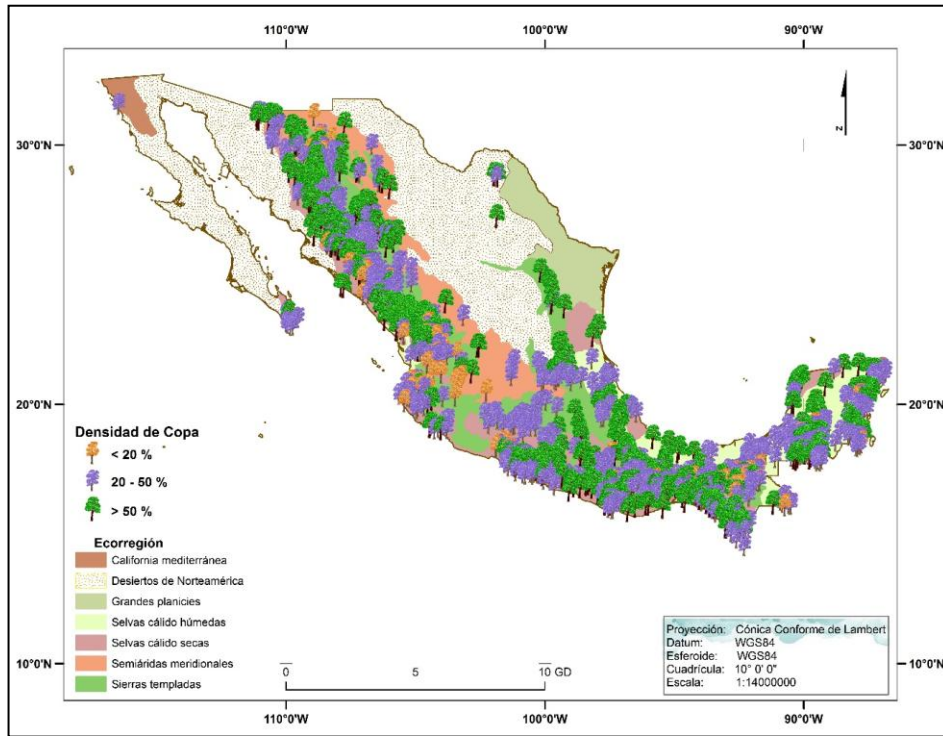 110°0'W 100°0'W 90°0'W
z
30°0'N 30°0'N
20°0'N 20°0'N
Densidad de Copa
< 20 %
20 - 50 %
> 50 %
Ecorregión
California mediterránea
Desiertos de Norteamérica
Grandes planicies
Selvas cálido húmedas
Selvas cálido secas
Semiáridas meridionales
Sierras templadas
Proyección: Cónica Conforme de Lambert
Datum: WGS84
Esferoide: WGS84
Cuadrícula: 10° 0' 0"
Escala: 1:14000000
10°0'N 10°0'N
0 5 10 GD
110°0'W 100°0'W 90°0'W